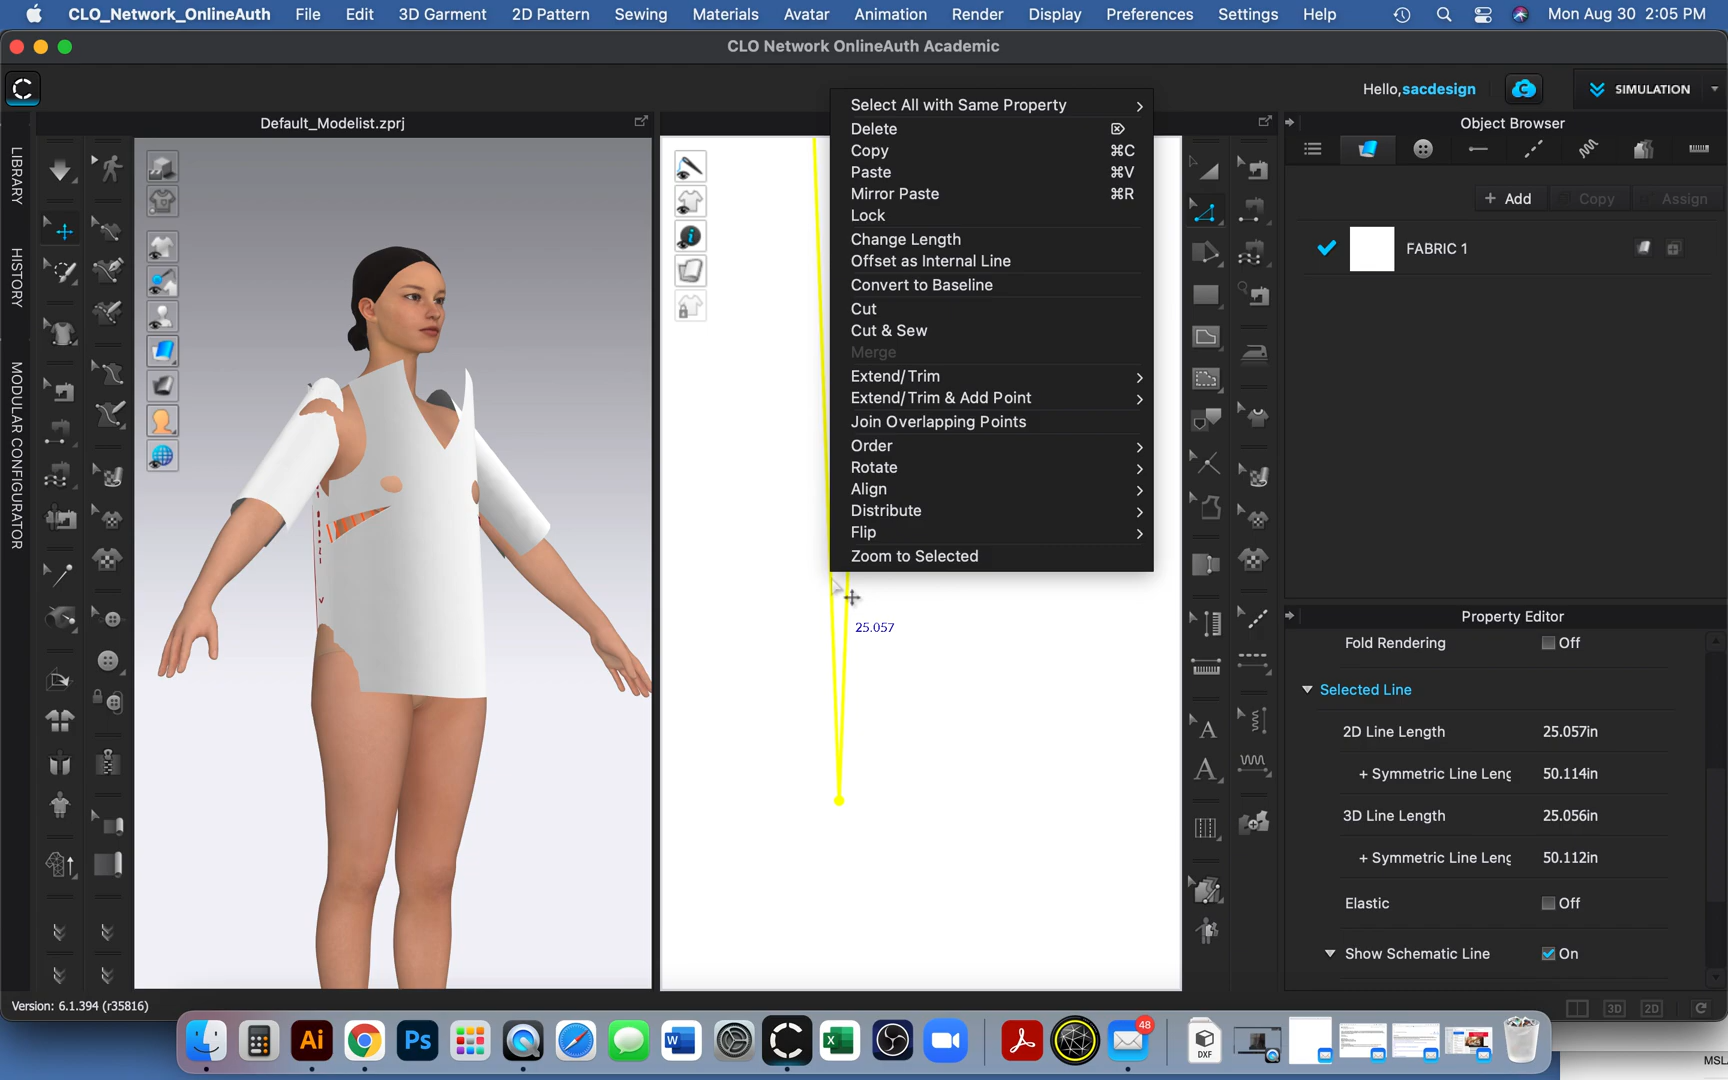 CLO_Network_OnlineAuth File Edit 3D Garment 2D Pattern Sewing Materials Avatar Animation Render Display Preferences Settings Help Mon Aug 30 2:05 PM
CLO Network OnlineAuth Academic
Hello,sacdesign
SIMULATION
Default_Modelist.zprj
Object Browser
LIBRARY
HISTORY
MODULAR CONFIGURATOR
Select All with Same Property
Delete
Copy ⌘C
Paste ⌘V
Mirror Paste ⌘R
Lock
Change Length
Offset as Internal Line
Convert to Baseline
Cut
Cut & Sew
Merge
Extend/Trim
Extend/Trim & Add Point
Join Overlapping Points
Order
Rotate
Align
Distribute
Flip
Zoom to Selected
25.057
A
A
+ Add Copy Assign
FABRIC 1
Property Editor
Fold Rendering Off
Selected Line
2D Line Length 25.057in
+ Symmetric Line Leng 50.114in
3D Line Length 25.056in
+ Symmetric Line Leng 50.112in
Elastic Off
Show Schematic Line On
Version: 6.1.394 (r35816)
3D 2D
Ai
Ps
W
X
48
DXF
MSL